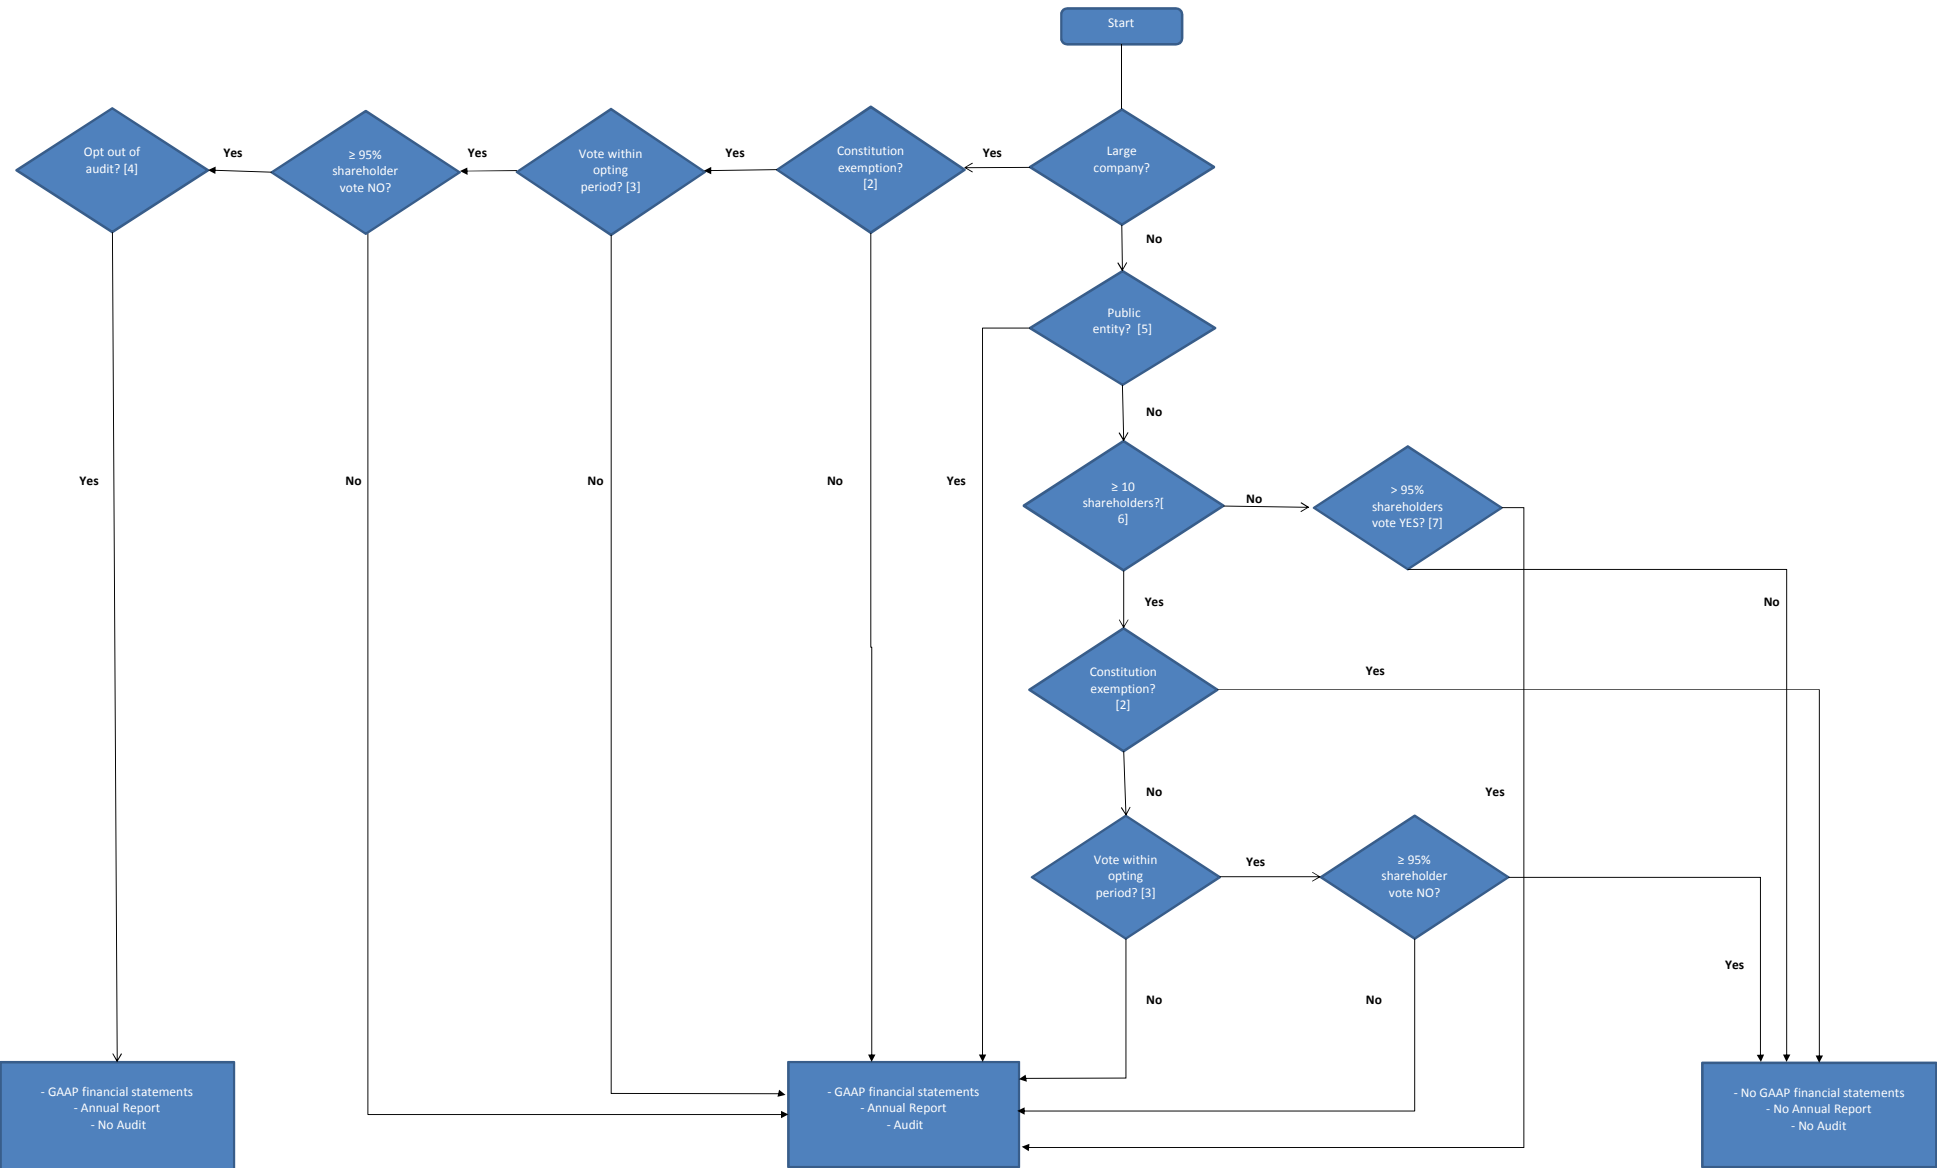 Start
Opt out of
audit? [4]
Yes
≥ 95%
shareholder
vote NO?
Yes
Vote within
opting
period? [3]
Yes
Constitution
exemption?
[2]
Yes
Large
company?
No
Public
entity? [5]
No
Yes
No
No
No
Yes
≥ 10
shareholders?[
6]
No
> 95%
shareholders
vote YES? [7]
Yes
No
Constitution
exemption?
[2]
Yes
No
Yes
Vote within
opting
period? [3]
Yes
≥ 95%
shareholder
vote NO?
Yes
No
No
- GAAP financial statements
- Annual Report
- No Audit
- GAAP financial statements
- Annual Report
- Audit
- No GAAP financial statements
- No Annual Report
- No Audit